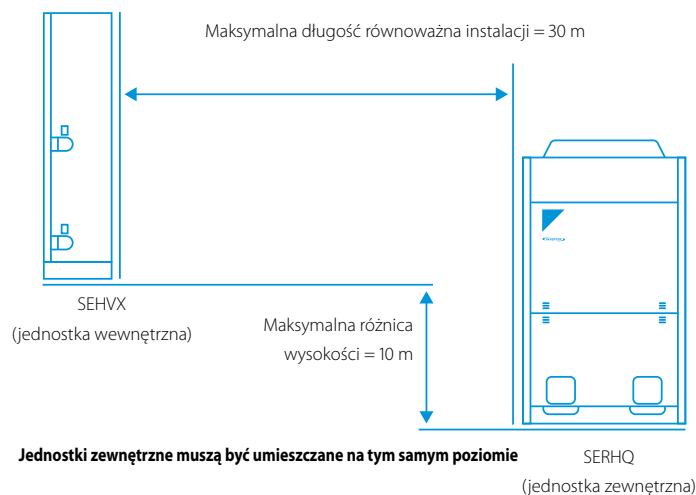 Maksymalna długość równoważna instalacji = 30 m
SEHVX
(jednostka wewnętrzna)
Maksymalna różnica
wysokości = 10 m
Jednostki zewnętrzne muszą być umieszczane na tym samym poziomie
SERHQ
(jednostka zewnętrzna)